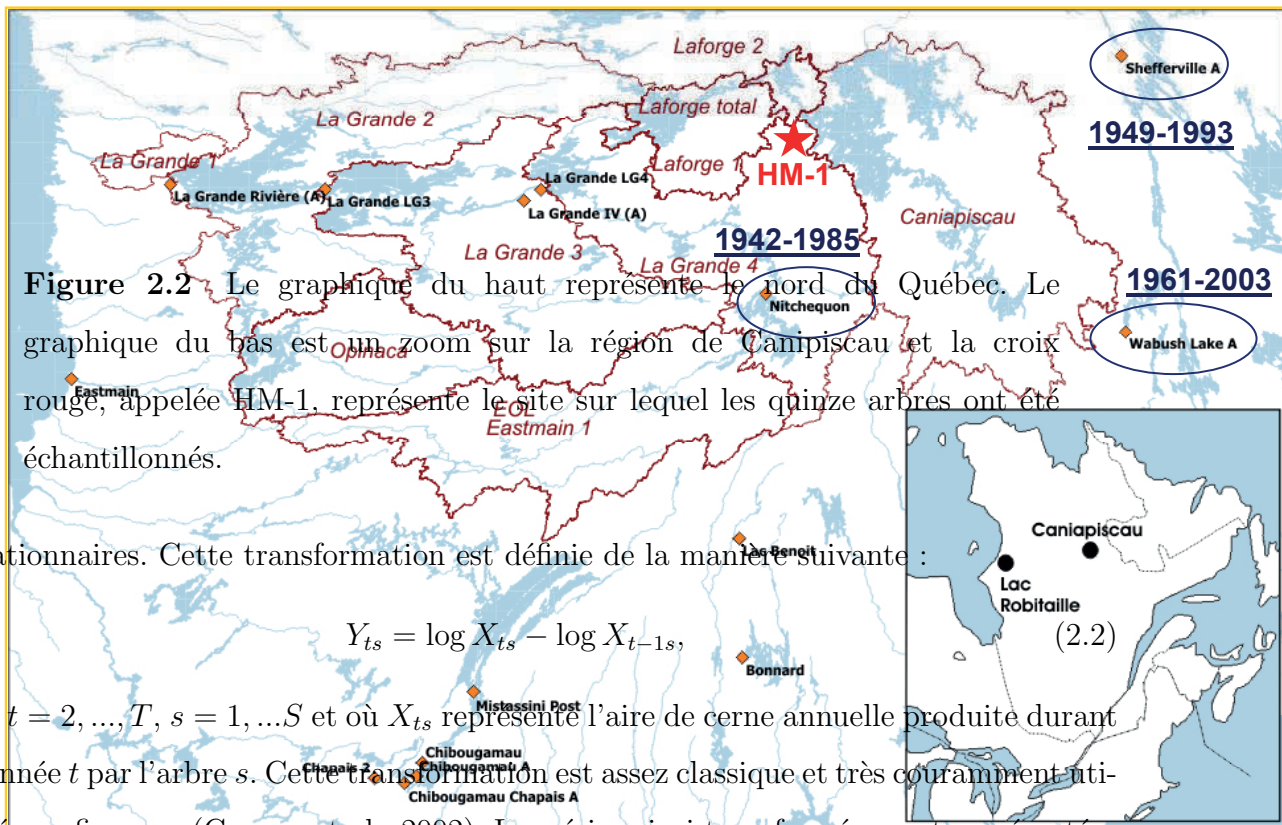 Laforge 2
Shefferville A
1949-1993
La Grande 2
Laforge total
La Grande 1
Laforge 1
HM-1
La Grande Rivière (A)
La Grande LG3
La Grande LG4
La Grande IV (A)
Caniapiscau
1942-1985
La Grande 3
La Grande 4
1961-2003
Nitchequon
Wabush Lake A
Figure 2.2 Le graphique du haut représente le nord du Québec. Le
graphique du bas est un zoom sur la région de Canipiscau et la croix
rouge, appelée HM-1, représente le site sur lequel les quinze arbres ont été
échantillonnés.
Opinaca
Eastmain
EOL
Eastmain 1
Lac Benoit
ationnaires. Cette transformation est définie de la manière suivante :
Caniapiscau
Lac
Robitaille
Y_{ts} = log X_{ts} − log X_{t−1s}, (2.2)
Bonnard
Mistassini Post
t = 2, ..., T, s = 1, ...S et où X_{ts} représente l'aire de cerne annuelle produite durant
Chibougamau
Chapais 2
Chibougamau A
Chibougamau Chapais A
nnée t par l'arbre s. Cette transformation est assez classique et très couramment uti-